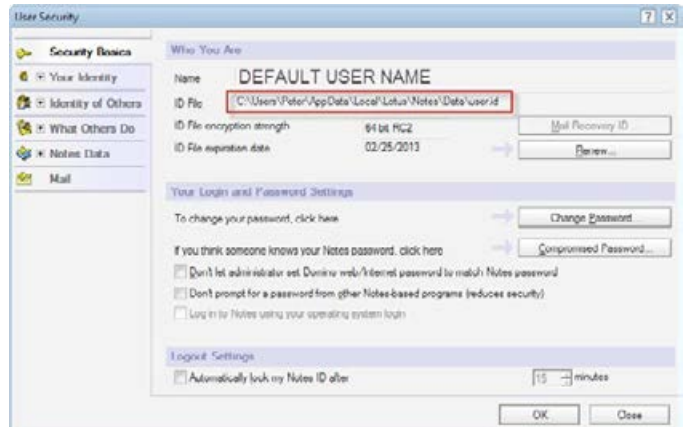 User Security
Security Basics
Your Identity
Identity of Others
What Others Do
Notes Data
Mail
Who You Are
Name DEFAULT USER NAME
ID File C:\Users\Peter\AppData\Local\Lotus\Notes\Data\user.id
ID File encryption strength 64 bit RC2 Mail Recovery ID
ID File expiration date 02/25/2013 Renew...
Your Login and Password Settings
To change your password, click here Change Password
If you think someone knows your Notes password, click here Compromised Password...
Don't let administrator set Domino web/Internet password to match Notes password
Don't prompt for a password from other Notes-based programs (reduces security)
Log in to Notes using your operating system login
Logout Settings
Automatically lock my Notes ID after 15 minutes
OK Close